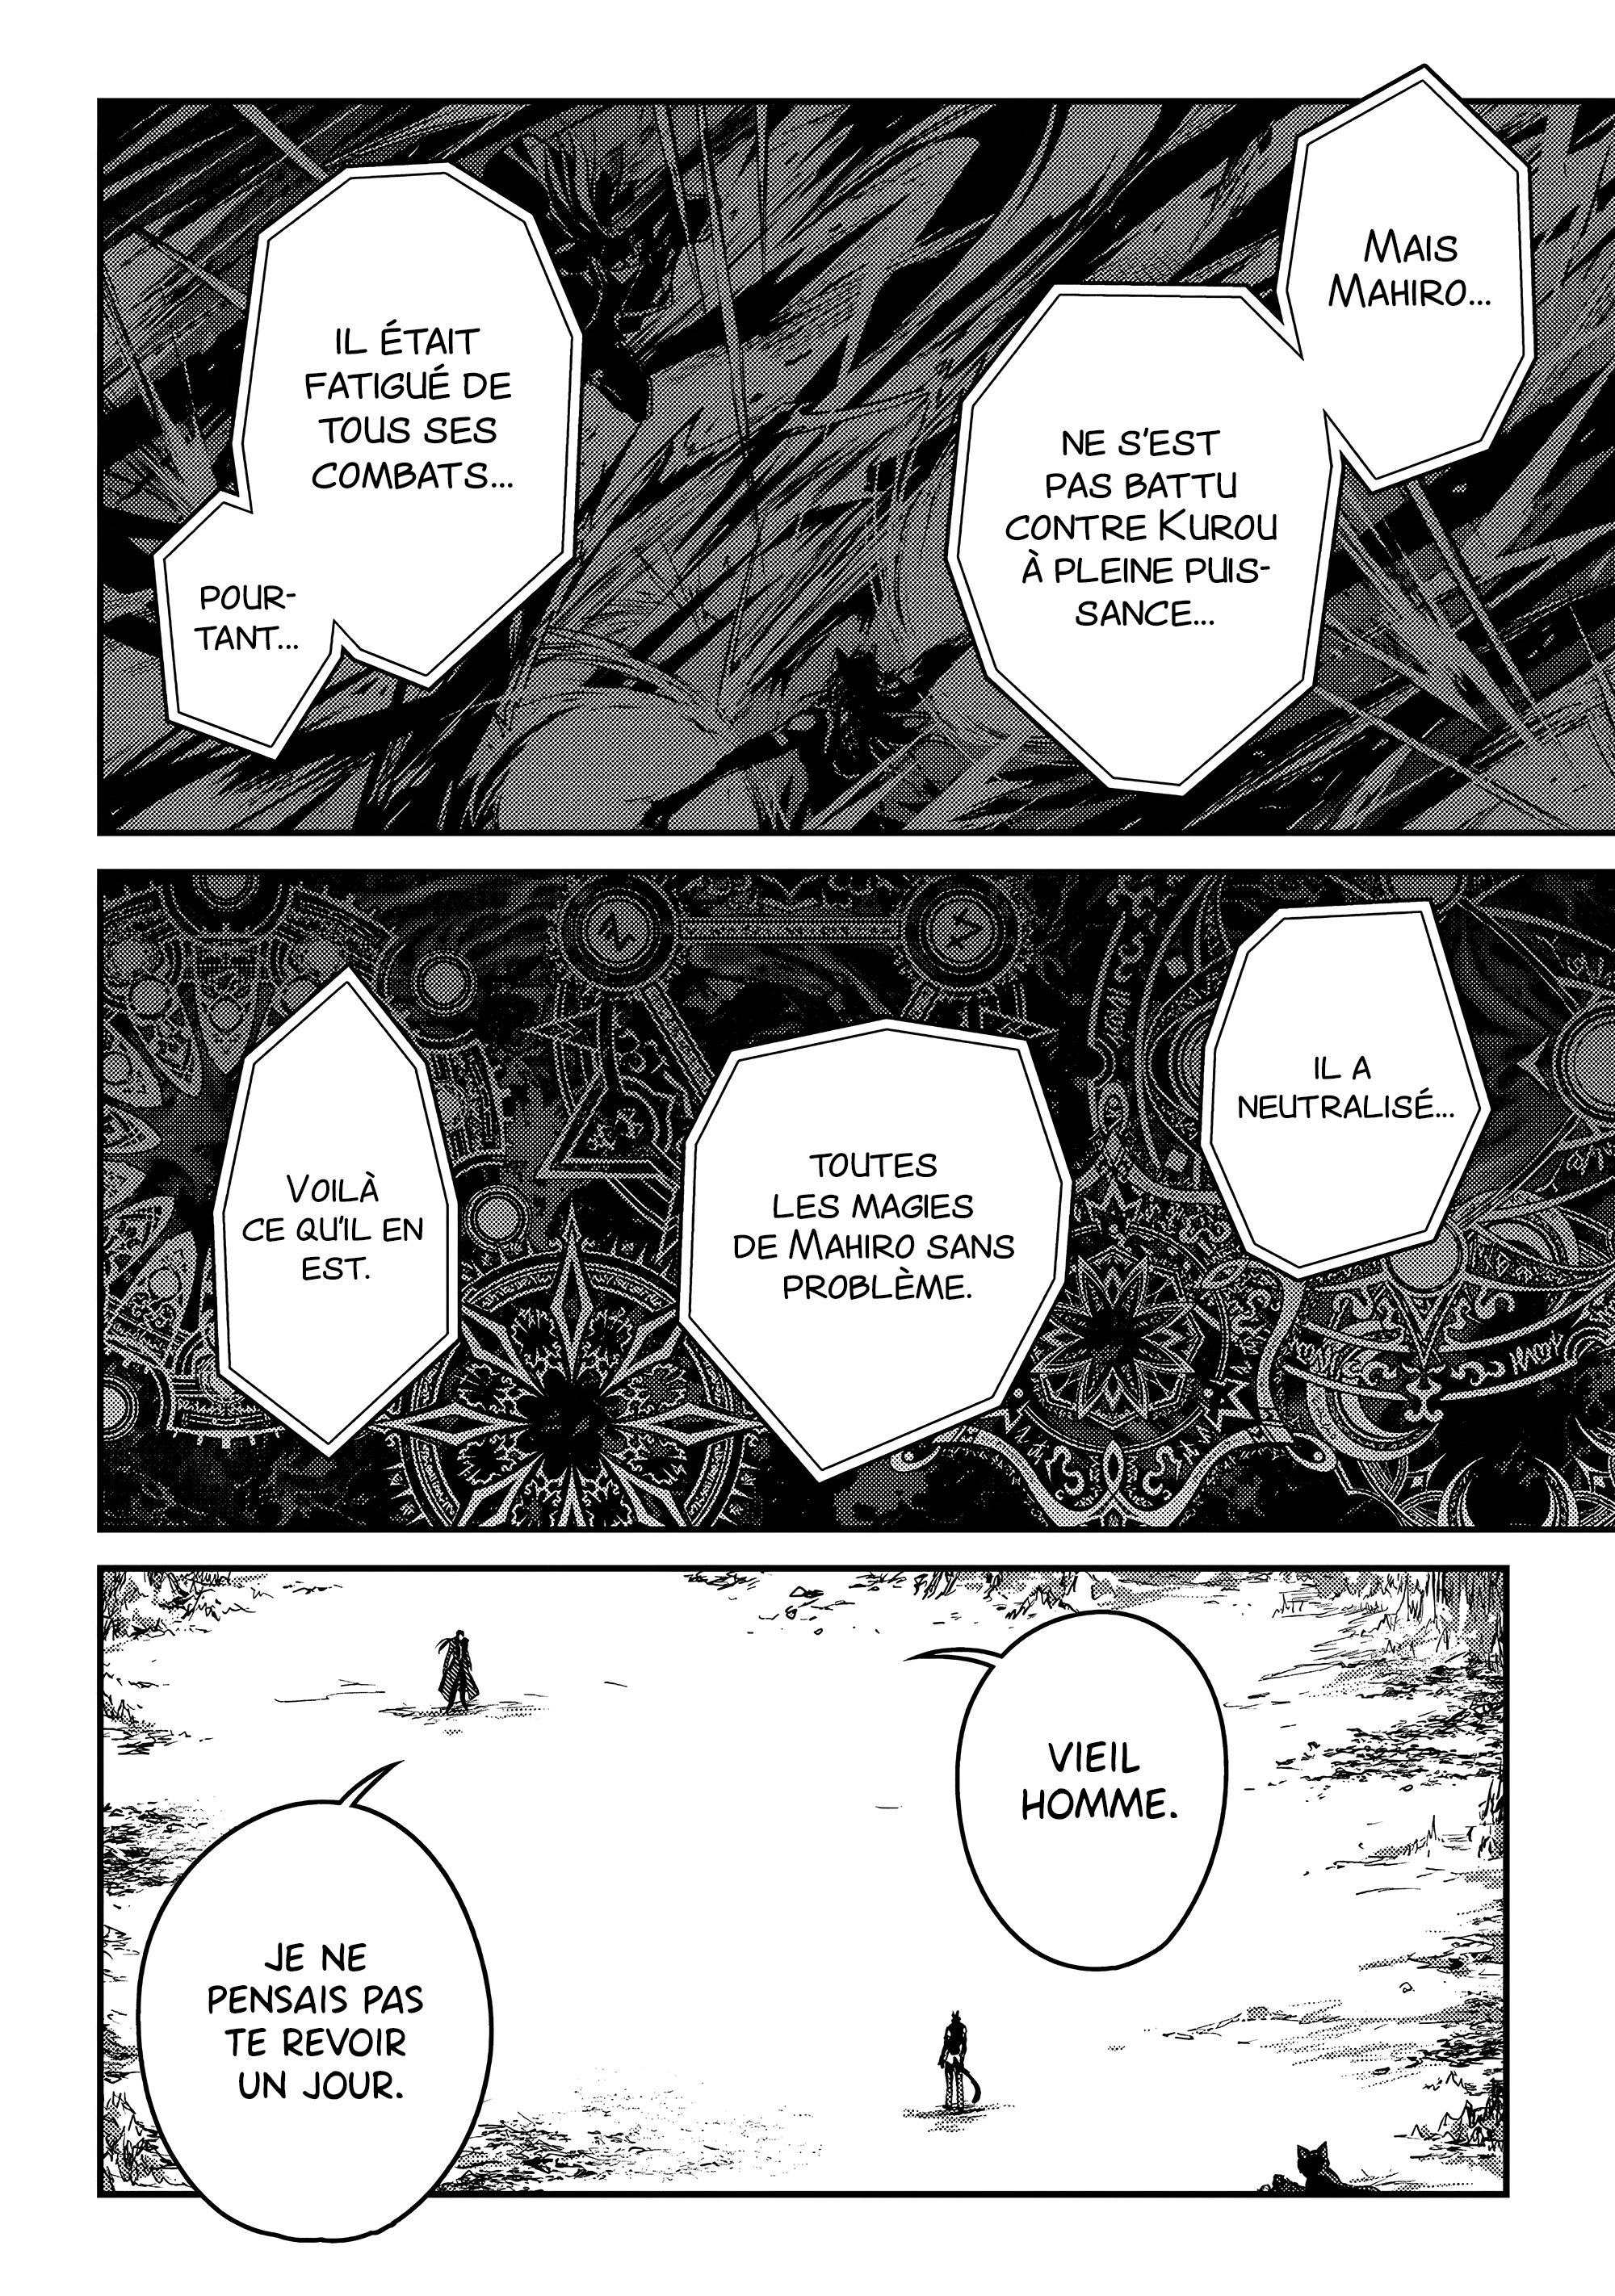 Mais
Mahiro...
ne s'est
pas battu
contre Kurou
à pleine puis-
sance...
il était
fatigué de
tous ses
combats...
pour-
tant...
il a
neutralisé...
toutes
les magies
de Mahiro sans
problème.
Voilà
ce qu'il en
est.
VIEIL
HOMME.
JE NE
PENSAIS PAS
TE REVOIR
UN JOUR.